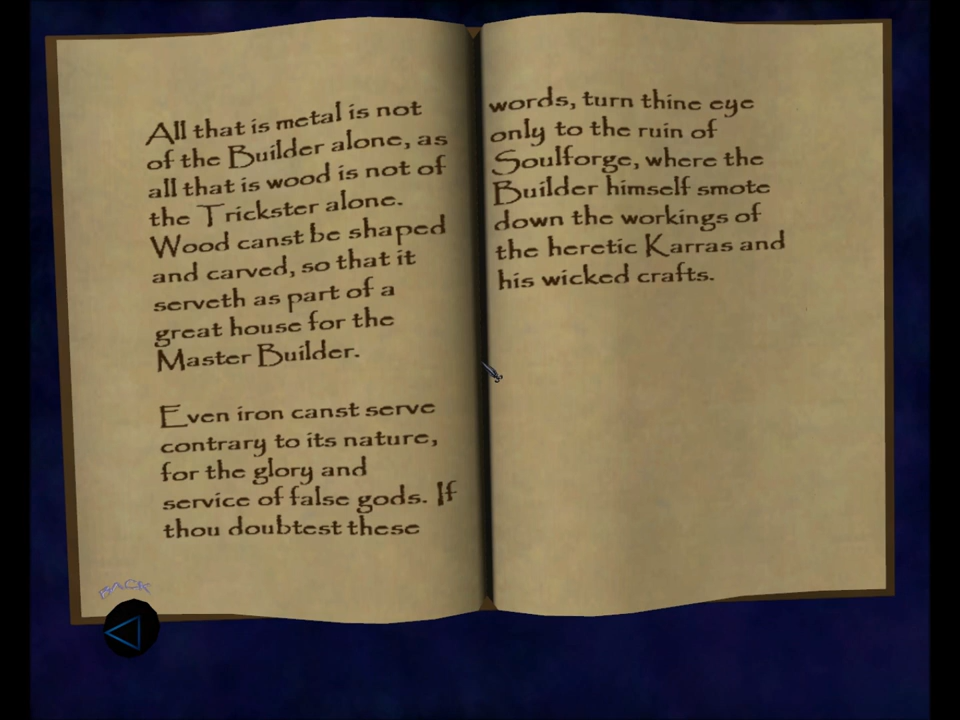 All that is metal is not
of the Builder alone, as
all that is wood is not of
the Trickster alone.
Wood canst be shaped
and carved, so that it
serveth as part of a
great house for the
Master Builder.
Even iron canst serve
contrary to its nature,
for the glory and
service of false gods. If
thou doubtest these
words, turn thine eye
only to the ruin of
Soulforge, where the
Builder himself smote
down the workings of
the heretic Karras and
his wicked crafts.
BACK